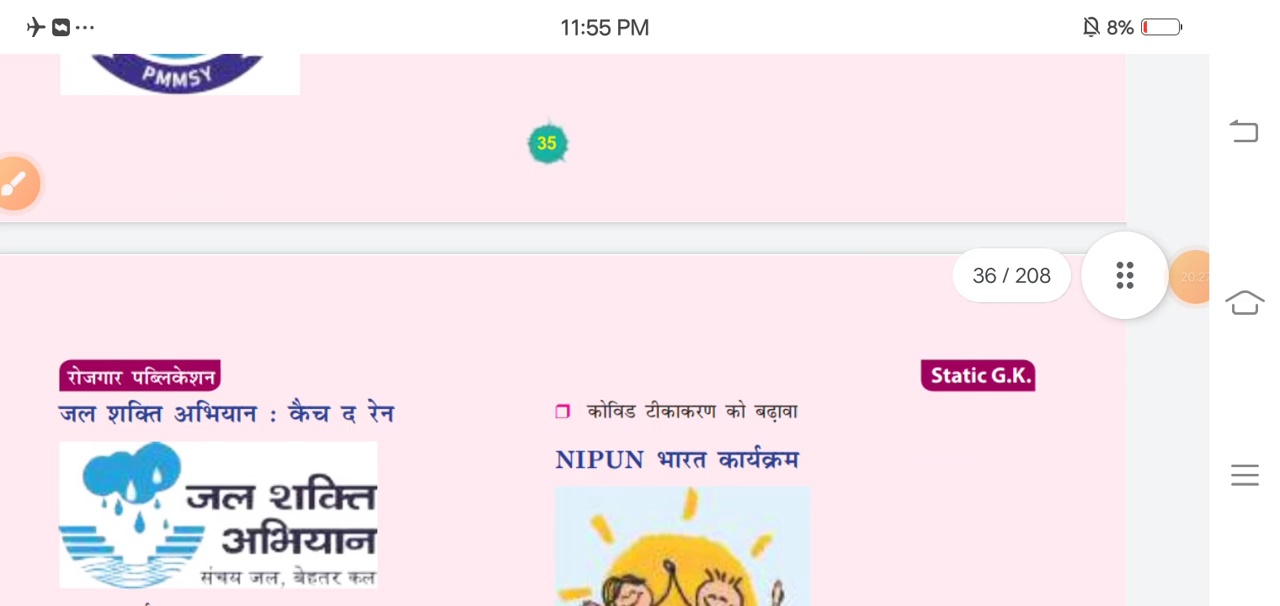 11:55 PM
8%
PMMSY
35
36 / 208
20:27
रोजगार पब्लिकेशन
Static G.K.
जल शक्ति अभियान : कैच द रेन
जल शक्ति
अभियान
संचय जल, बेहतर कल
❒ कोविड टीकाकरण को बढ़ावा
NIPUN भारत कार्यक्रम